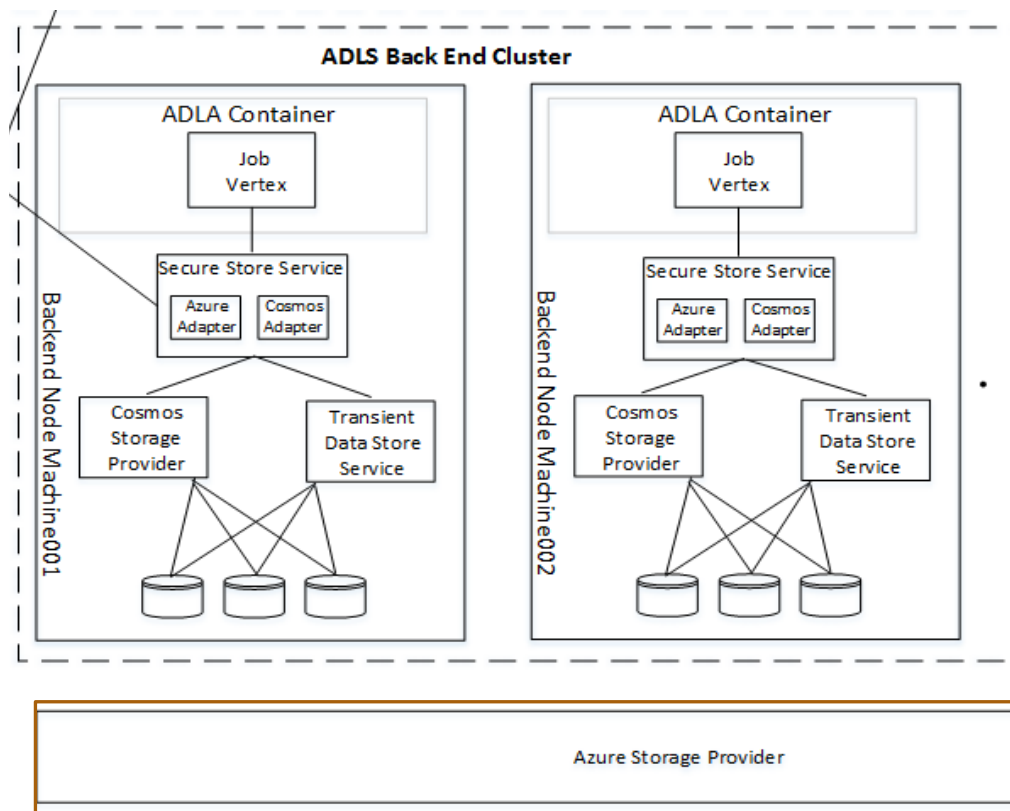 ADLS Back End Cluster
ADLA Container
Job
Vertex
Secure Store Service
Azure
Adapter
Cosmos
Adapter
Cosmos
Storage
Provider
Transient
Data Store
Service
Backend Node Machine001
ADLA Container
Job
Vertex
Secure Store Service
Azure
Adapter
Cosmos
Adapter
Cosmos
Storage
Provider
Transient
Data Store
Service
Backend Node Machine002
Azure Storage Provider